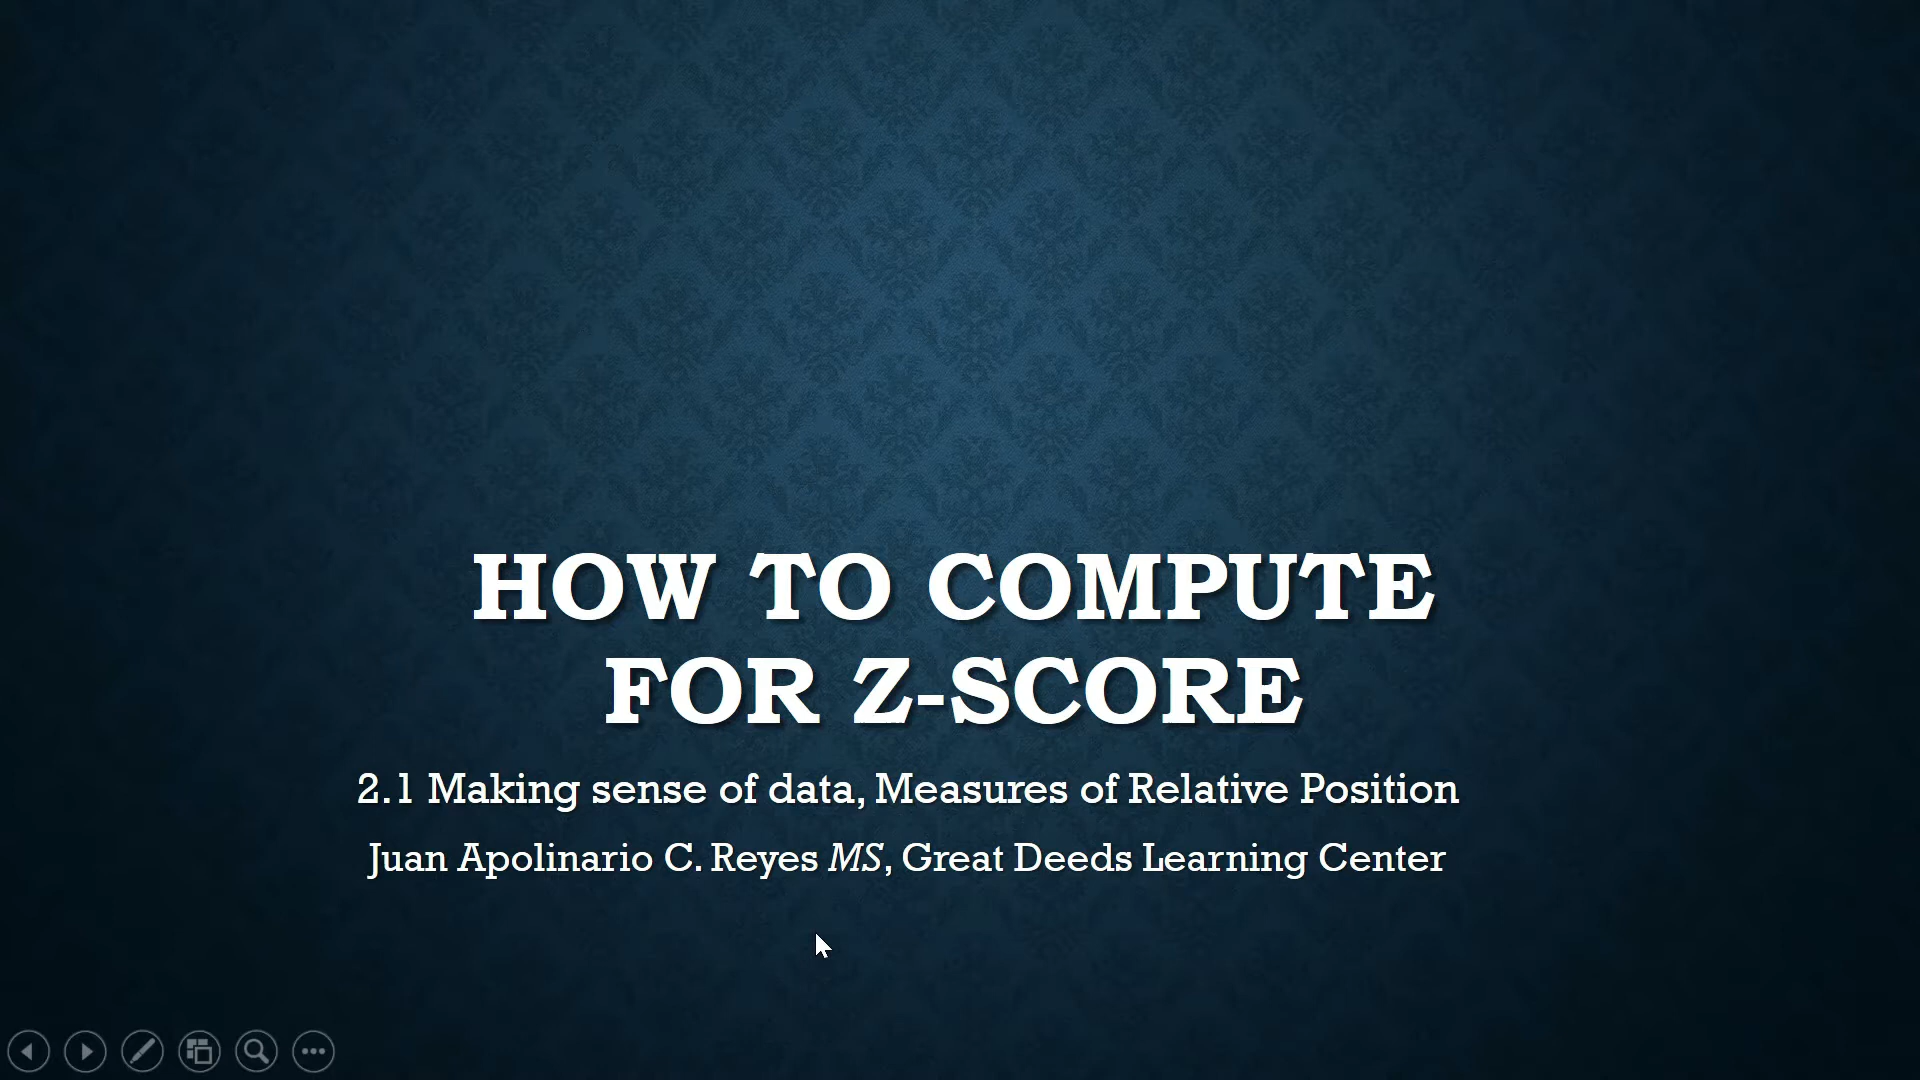 HOW TO COMPUTE
FOR Z-SCORE
2.1 Making sense of data, Measures of Relative Position
Juan Apolinario C. Reyes MS, Great Deeds Learning Center